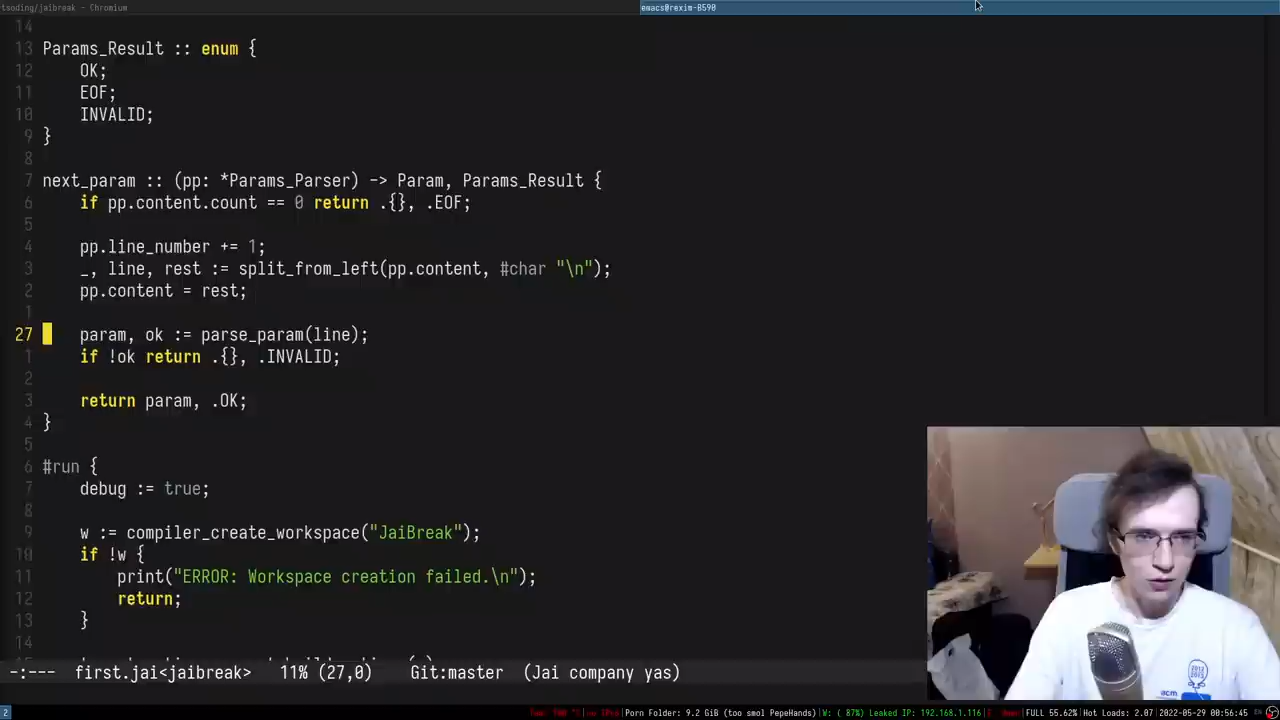 tsoding/jaibreak - Chromium
emacs@rexim-B590
14
13 Params_Result :: enum {
12     OK;
11     EOF;
10     INVALID;
9 }
8
7 next_param :: (pp: *Params_Parser) -> Param, Params_Result {
6     if pp.content.count == 0 return .{}, .EOF;
5
4     pp.line_number += 1;
3     _, line, rest := split_from_left(pp.content, #char "\n");
2     pp.content = rest;
1
27     param, ok := parse_param(line);
1     if !ok return .{}, .INVALID;
2
3     return param, .OK;
4 }
5
6 #run {
7     debug := true;
8
9     w := compiler_create_workspace("JaiBreak");
10     if !w {
11         print("ERROR: Workspace creation failed.\n");
12         return;
13     }
14
-:--- first.jai<jaibreak> 11% (27,0) Git:master (Jai company yas)
2
Porn Folder: 9.2 GiB (too smol PepeHands) W: ( 87%) Leaked IP: 192.168.1.116 FULL 55.62% Hot Loads: 2.07 2022-05-29 00:56:45